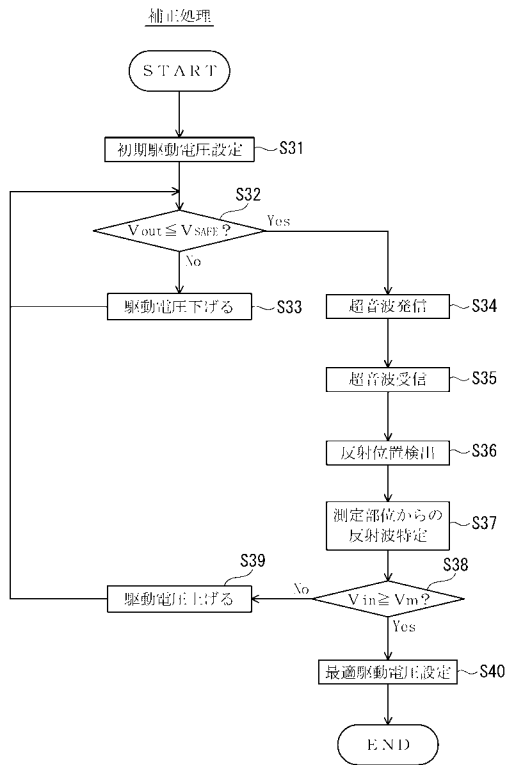 補正処理
START
初期駆動電圧設定
S31
S32
Vout≦VSAFE?
Yes
No
駆動電圧下げる
S33
超音波発信
S34
超音波受信
S35
反射位置検出
S36
測定部位からの
反射波特定
S37
S38
Vin≧Vm?
No
Yes
S39
駆動電圧上げる
最適駆動電圧設定
S40
END